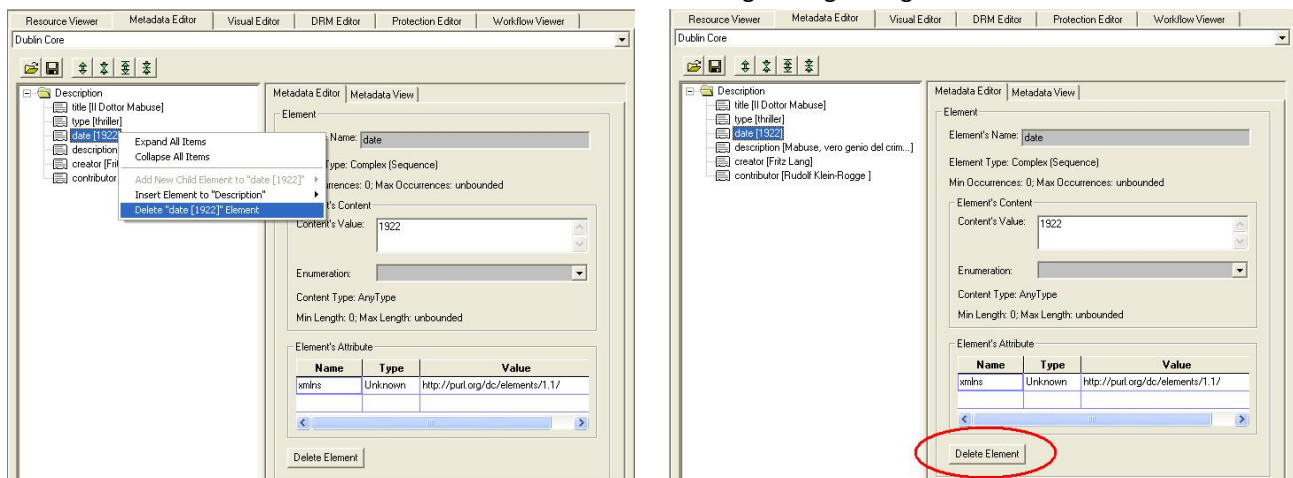 Resource Viewer Metadata Editor Visual Editor DRM Editor Protection Editor Workflow Viewer
Dublin Core
Description
title [Il Dottor Mabuse]
type [thriller]
date [1922]
description
creator [Frit
contributor
Expand All Items
Collapse All Items
Add New Child Element to "date [1922]"
Insert Element to "Description"
Delete "date [1922]" Element
Metadata Editor Metadata View
Element
Name: date
Type: Complex (Sequence)
urrences: 0; Max Occurrences: unbounded
t's Content
Content's Value: 1922
Enumeration:
Content Type: AnyType
Min Length: 0; Max Length: unbounded
Element's Attribute
Name Type Value
xmlns Unknown http://purl.org/dc/elements/1.1/
Delete Element
Resource Viewer Metadata Editor Visual Editor DRM Editor Protection Editor Workflow Viewer
Dublin Core
Description
title [Il Dottor Mabuse]
type [thriller]
date [1922]
description [Mabuse, vero genio del crim...]
creator [Fritz Lang]
contributor [Rudolf Klein-Rogge ]
Metadata Editor Metadata View
Element
Element's Name: date
Element Type: Complex (Sequence)
Min Occurrences: 0; Max Occurrences: unbounded
Element's Content
Content's Value: 1922
Enumeration:
Content Type: AnyType
Min Length: 0; Max Length: unbounded
Element's Attribute
Name Type Value
xmlns Unknown http://purl.org/dc/elements/1.1/
Delete Element